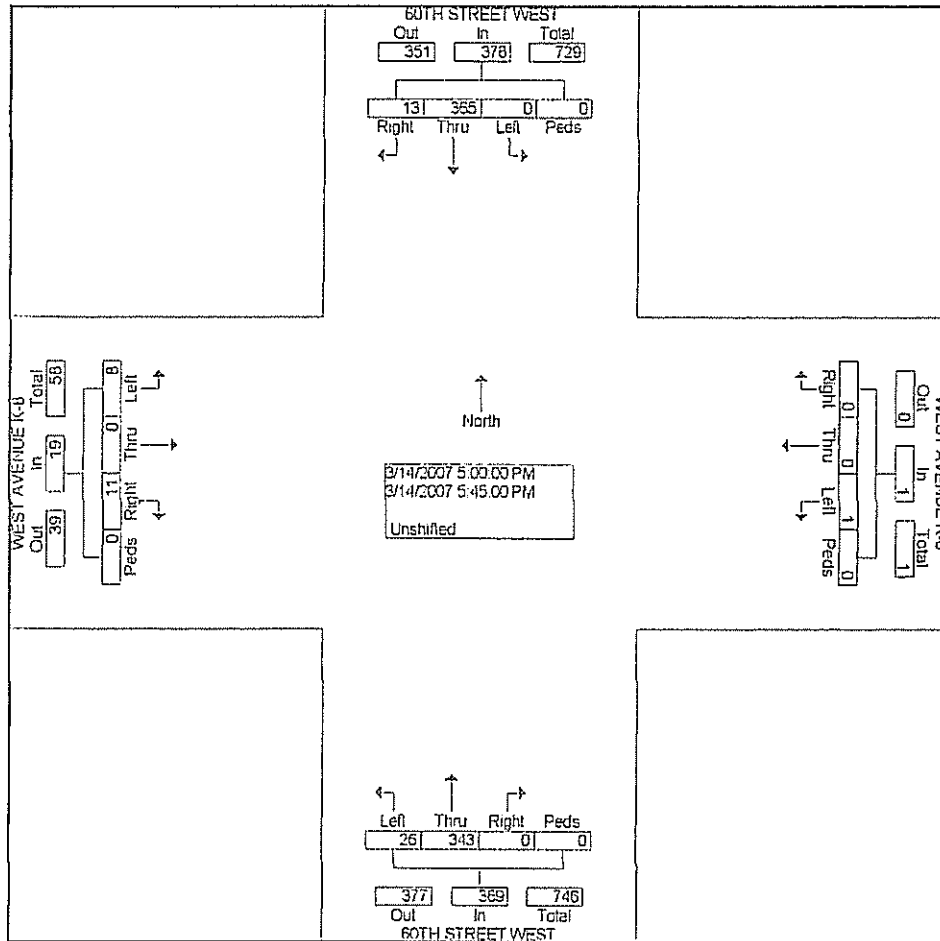 60TH STREET WEST
Out In Total
351 378 729
13 365 0 0
Right Thru Left Peds
WEST AVENUE K-8
Total In Out
58 19 39
8 0 11 0
Left Thru Right Peds
North
3/14/2007 5:00:00 PM
3/14/2007 5:45:00 PM
Unshifted
Right Thru Left Peds
0 0 1 0
Out In Total
0 1 1
WEST AVENUE
Left Thru Right Peds
26 343 0 0
377 369 746
Out In Total
60TH STREET WEST